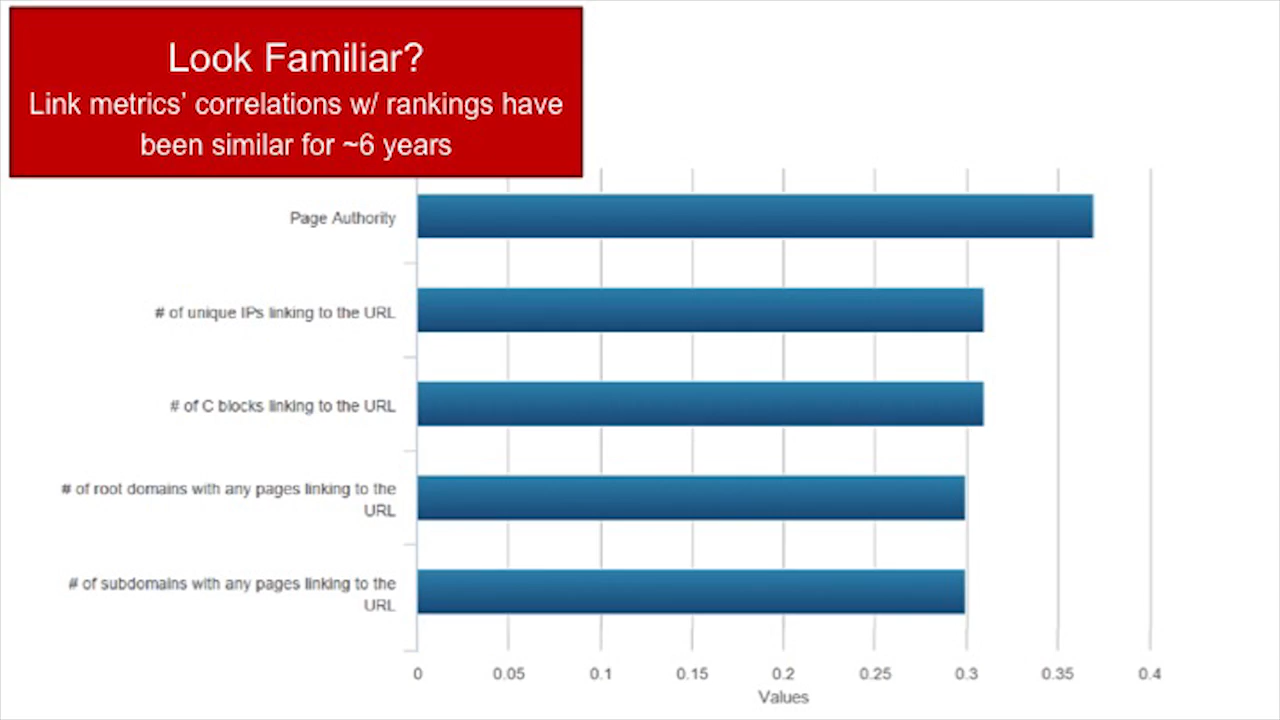 Look Familiar?
Link metrics' correlations w/ rankings have
been similar for ~6 years
Page Authority
# of unique IPs linking to the URL
# of C blocks linking to the URL
# of root domains with any pages linking to the
URL
# of subdomains with any pages linking to the
URL
0 0.05 0.1 0.15 0.2 0.25 0.3 0.35 0.4
Values